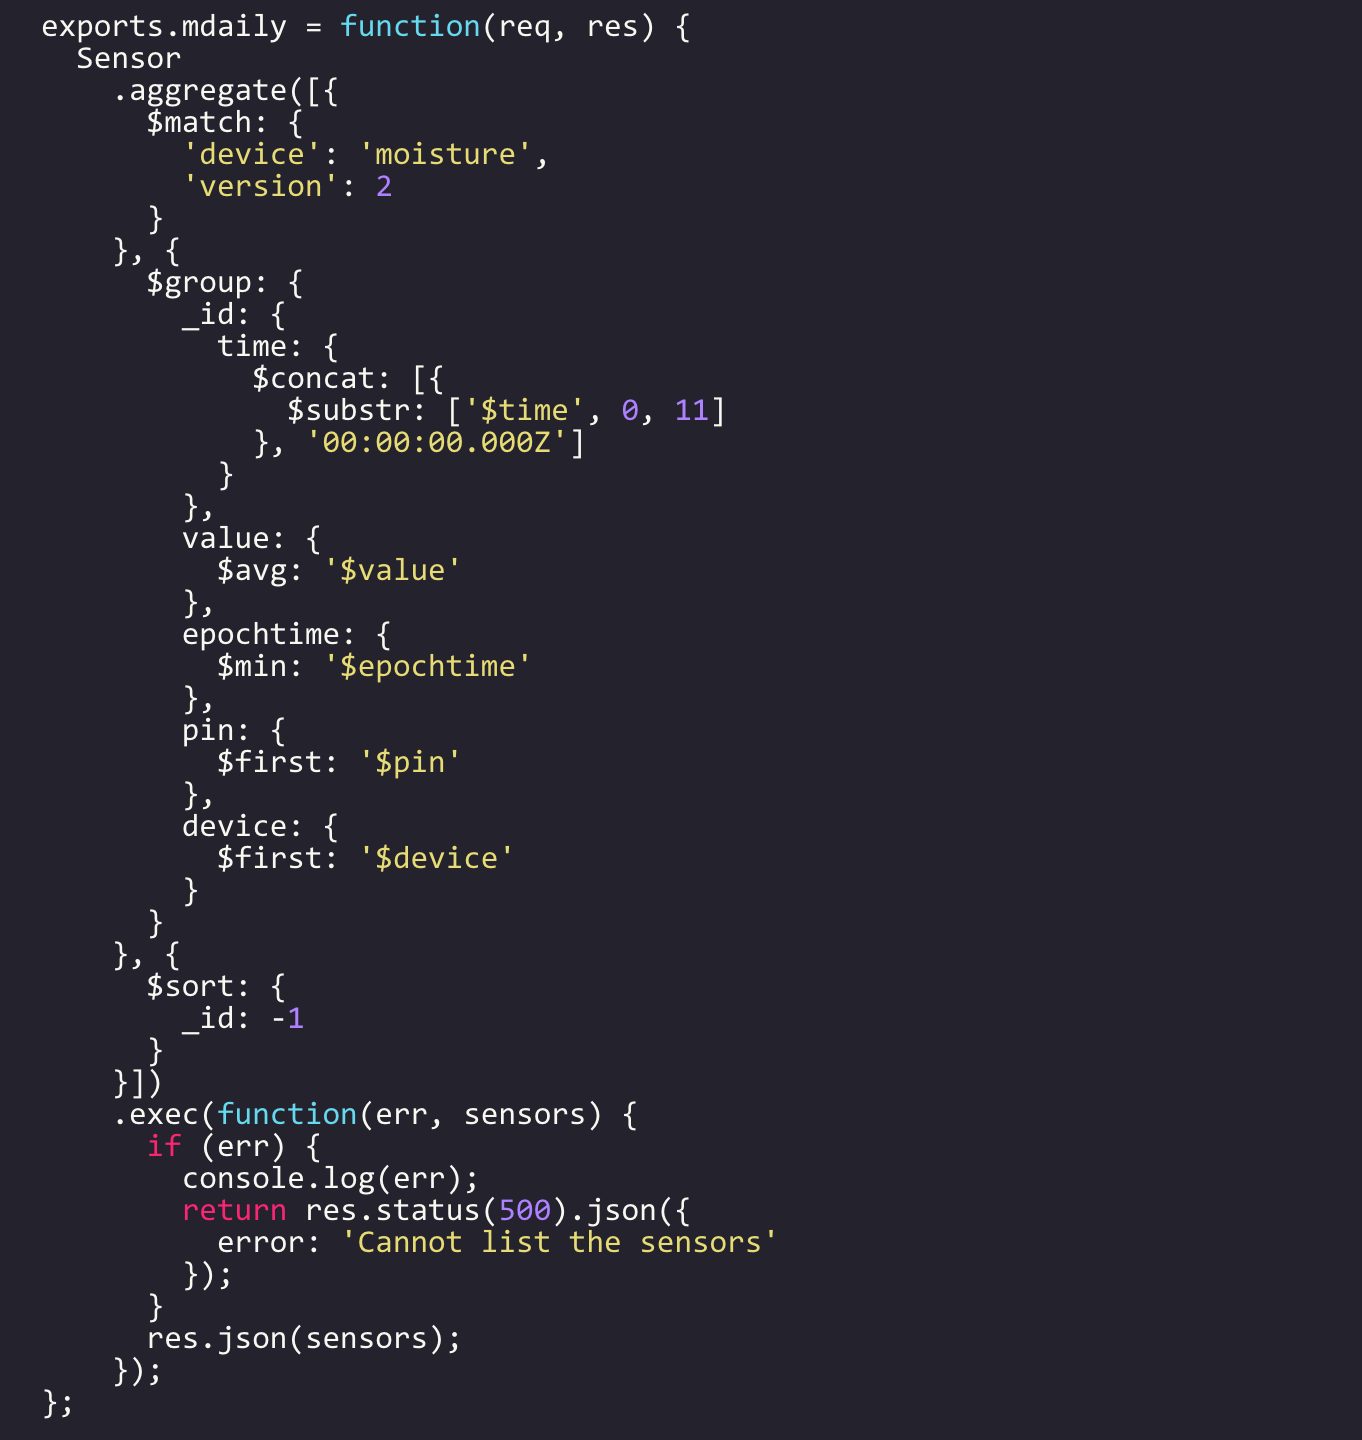 exports.mdaily = function(req, res) {
  Sensor
    .aggregate([{
      $match: {
        'device': 'moisture',
        'version': 2
      }
    }, {
      $group: {
        _id: {
          time: {
            $concat: [{
              $substr: ['$time', 0, 11]
            }, '00:00:00.000Z']
          }
        },
        value: {
          $avg: '$value'
        },
        epochtime: {
          $min: '$epochtime'
        },
        pin: {
          $first: '$pin'
        },
        device: {
          $first: '$device'
        }
      }
    }, {
      $sort: {
        _id: -1
      }
    }])
    .exec(function(err, sensors) {
      if (err) {
        console.log(err);
        return res.status(500).json({
          error: 'Cannot list the sensors'
        });
      }
      res.json(sensors);
    });
};